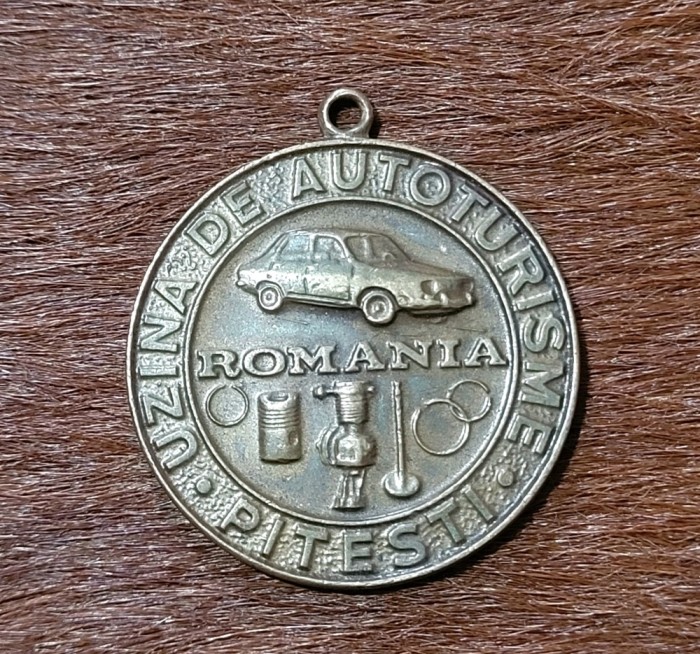 UZINA DE AUTOTURISME
ROMANIA
• PITESTI •